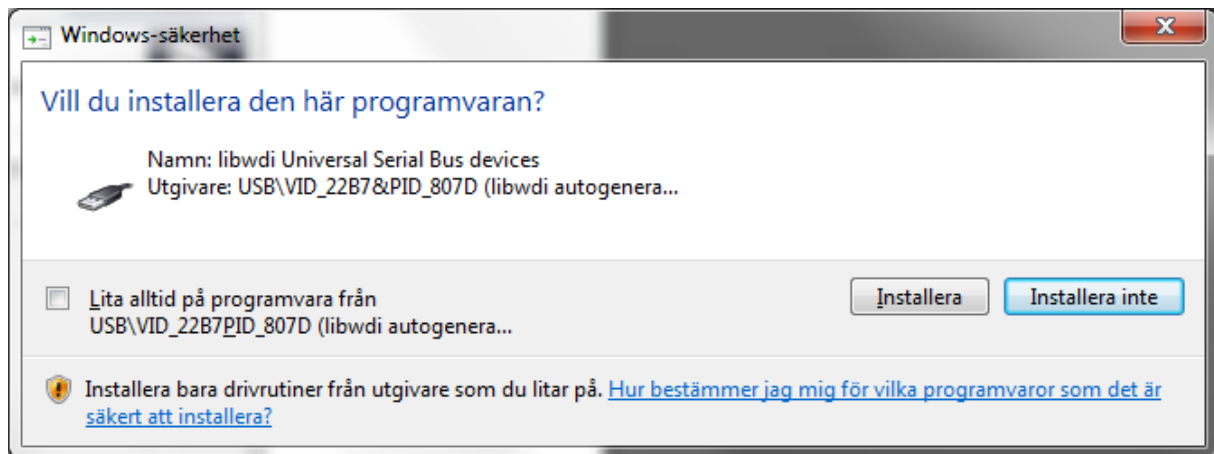 Windows-säkerhet
Vill du installera den här programvaran?
Namn: libwdi Universal Serial Bus devices
Utgivare: USB\VID_22B7&PID_807D (libwdi autogenera...
Lita alltid på programvara från
USB\VID_22B7PID_807D (libwdi autogenera...
Installera
Installera inte
Installera bara drivrutiner från utgivare som du litar på. Hur bestämmer jag mig för vilka programvaror som det är
säkert att installera?